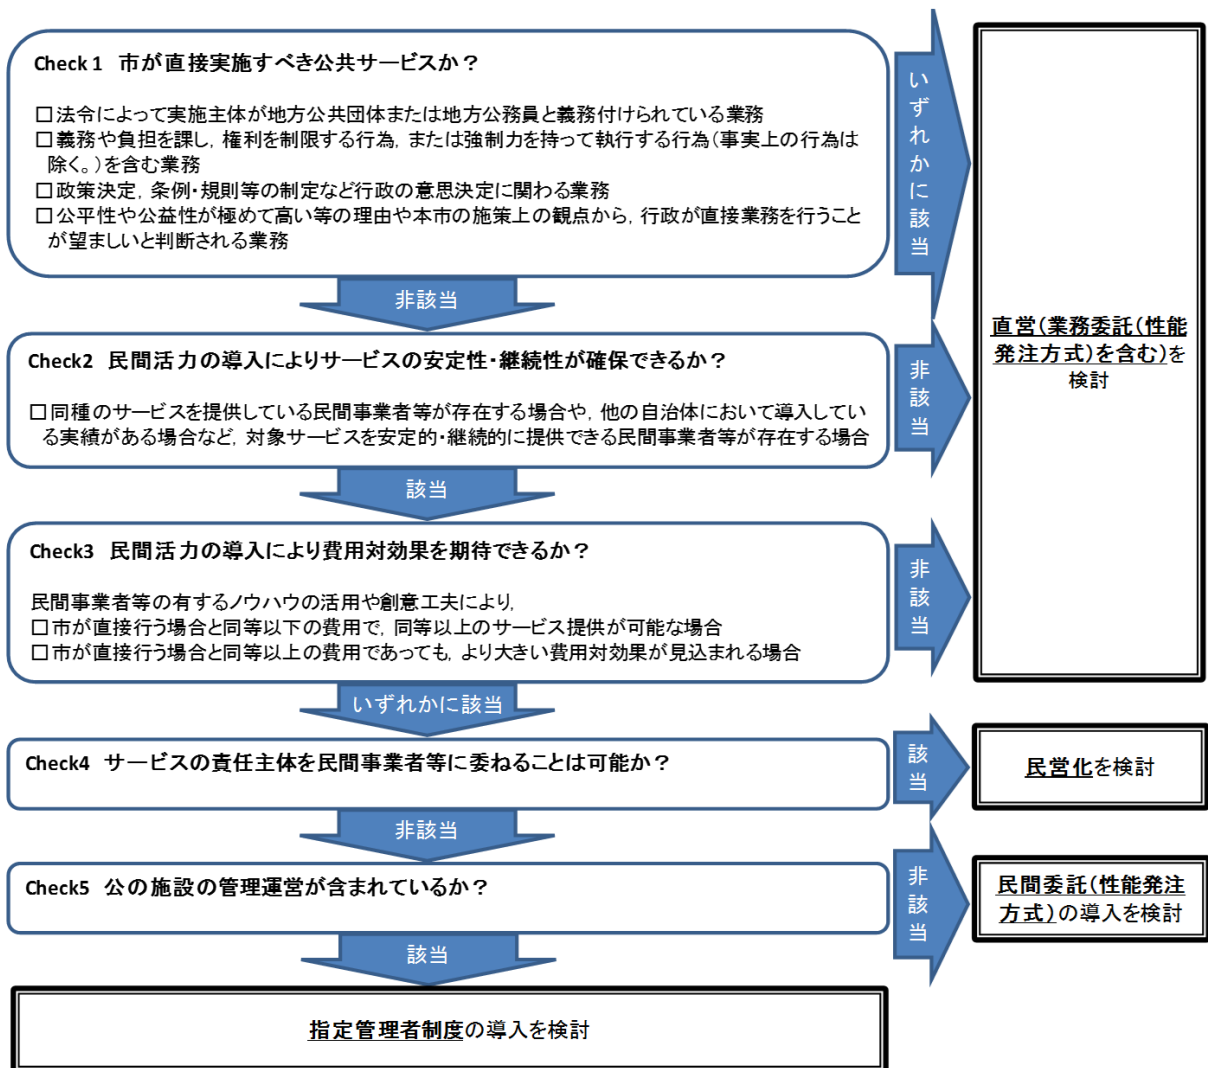 Check 1 市が直接実施すべき公共サービスか？
□法令によって実施主体が地方公共団体または地方公務員と義務付けられている業務
□義務や負担を課し，権利を制限する行為，または強制力を持って執行する行為（事実上の行為は
除く。）を含む業務
□政策決定，条例・規則等の制定など行政の意思決定に関わる業務
□公平性や公益性が極めて高い等の理由や本市の施策上の観点から，行政が直接業務を行うこと
が望ましいと判断される業務
いずれかに該当
非該当
Check2 民間活力の導入によりサービスの安定性・継続性が確保できるか？
□同種のサービスを提供している民間事業者等が存在する場合や，他の自治体において導入してい
る実績がある場合など，対象サービスを安定的・継続的に提供できる民間事業者等が存在する場合
非該当
該当
Check3 民間活力の導入により費用対効果を期待できるか？
民間事業者等の有するノウハウの活用や創意工夫により，
□市が直接行う場合と同等以下の費用で，同等以上のサービス提供が可能な場合
□市が直接行う場合と同等以上の費用であっても，より大きい費用対効果が見込まれる場合
非該当
直営（業務委託（性能
発注方式）を含む）を
検討
いずれかに該当
Check4 サービスの責任主体を民間事業者等に委ねることは可能か？
該当
民営化を検討
非該当
Check5 公の施設の管理運営が含まれているか？
非該当
民間委託（性能発注
方式）の導入を検討
該当
指定管理者制度の導入を検討